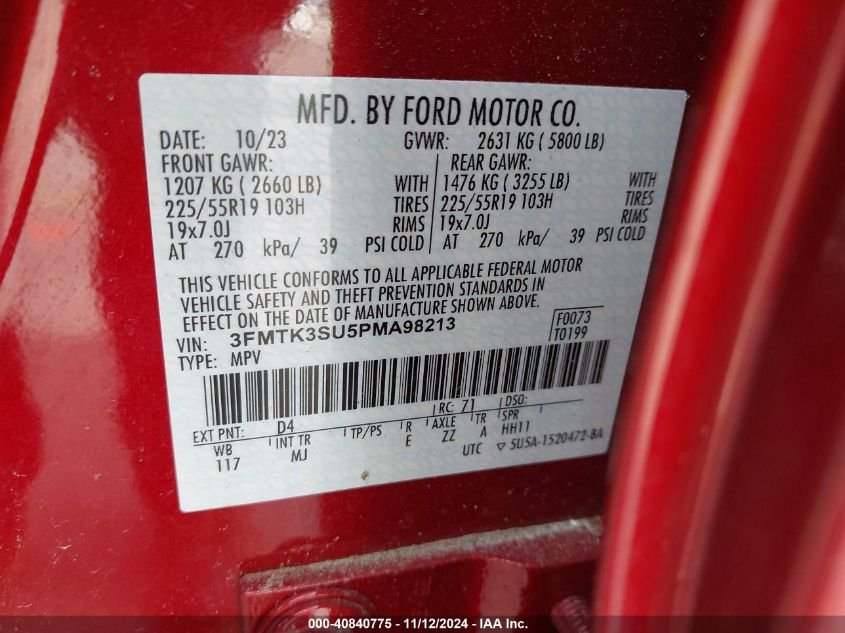 MFD. BY FORD MOTOR CO.
DATE: 10/23 GVWR: 2631 KG ( 5800 LB)
FRONT GAWR: REAR GAWR:
1207 KG ( 2660 LB) WITH 1476 KG ( 3255 LB) WITH
225/55R19 103H TIRES 225/55R19 103H TIRES
19x7.0J RIMS 19x7.0J RIMS
AT 270 kPa/ 39 PSI COLD AT 270 kPa/ 39 PSI COLD
THIS VEHICLE CONFORMS TO ALL APPLICABLE FEDERAL MOTOR
VEHICLE SAFETY AND THEFT PREVENTION STANDARDS IN
EFFECT ON THE DATE OF MANUFACTURE SHOWN ABOVE.
VIN: 3FMTK3SU5PMA98213 F0073
TYPE: MPV T0199
EXT PNT: D4 RC: 71 DSO:
WB INT TR TP/PS R AXLE TR SPR
117 MJ E ZZ A HH11
UTC ▽ 5U5A-1520472-BA
000-40840775 - 11/12/2024 - IAA Inc.